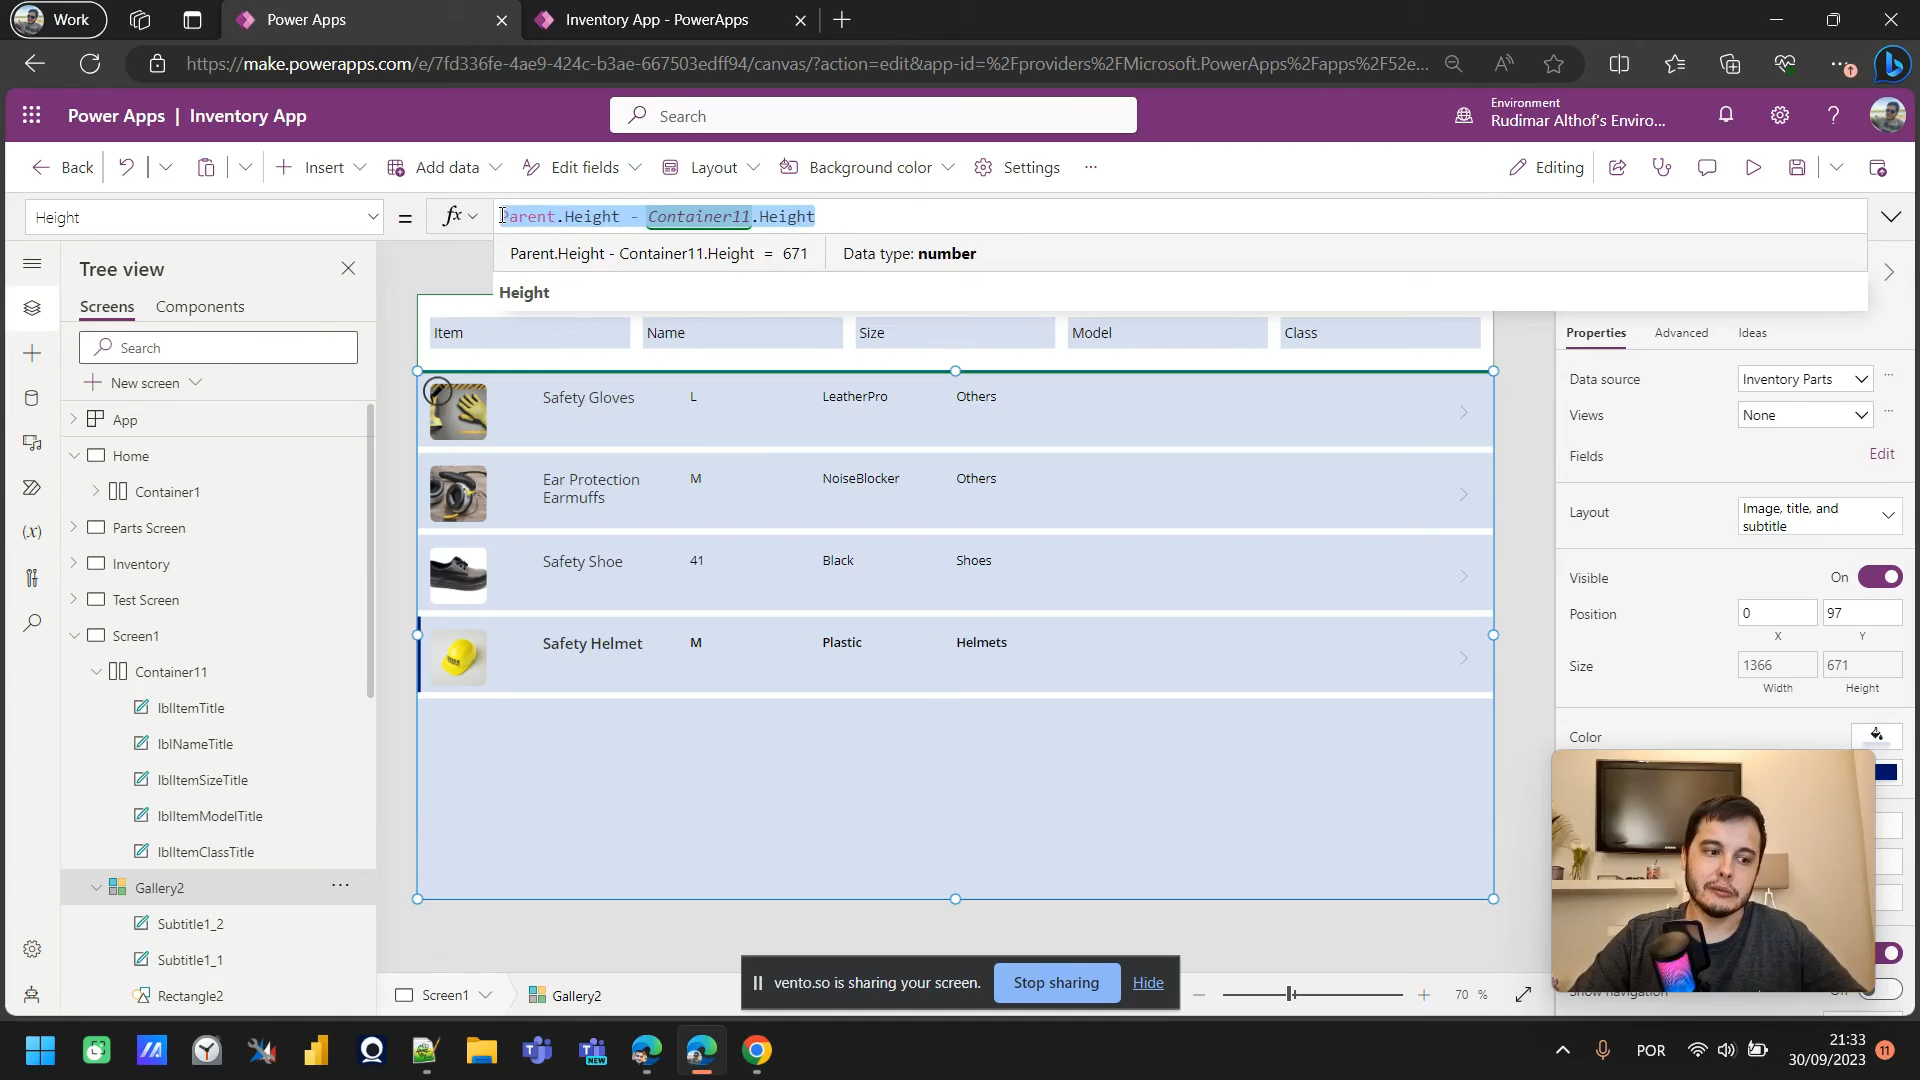 Work
Power Apps
Inventory App - PowerApps
https://make.powerapps.com/e/7fd336fe-4ae9-424c-b3ae-667503edff94/canvas/?action=edit&app-id=%2Fproviders%2FMicrosoft.PowerApps%2Fapps%2F52e...
Power Apps | Inventory App
Search
Environment
Rudimar Althof's Enviro...
Back
Insert
Add data
Edit fields
Layout
Background color
Settings
...
Editing
Height
=
fx
Parent.Height - Container11.Height
Parent.Height - Container11.Height = 671
Data type: number
Height
Tree view
Screens
Components
Search
New screen
App
Home
Container1
Parts Screen
Inventory
Test Screen
Screen1
Container11
lblItemTitle
lblNameTitle
lblItemSizeTitle
lblItemModelTitle
lblItemClassTitle
Gallery2
...
Subtitle1_2
Subtitle1_1
Rectangle2
Item
Name
Size
Model
Class
Safety Gloves
L
LeatherPro
Others
Ear Protection
Earmuffs
M
NoiseBlocker
Others
Safety Shoe
41
Black
Shoes
Safety Helmet
M
Plastic
Helmets
Properties
Advanced
Ideas
Data source
Inventory Parts
...
Views
None
...
Fields
Edit
Layout
Image, title, and
subtitle
Visible
On
Position
0
97
X
Y
Size
1366
671
Width
Height
Color
Screen1
Gallery2
vento.so is sharing your screen.
Stop sharing
Hide
70 %
NEW
POR
21:33
30/09/2023
11